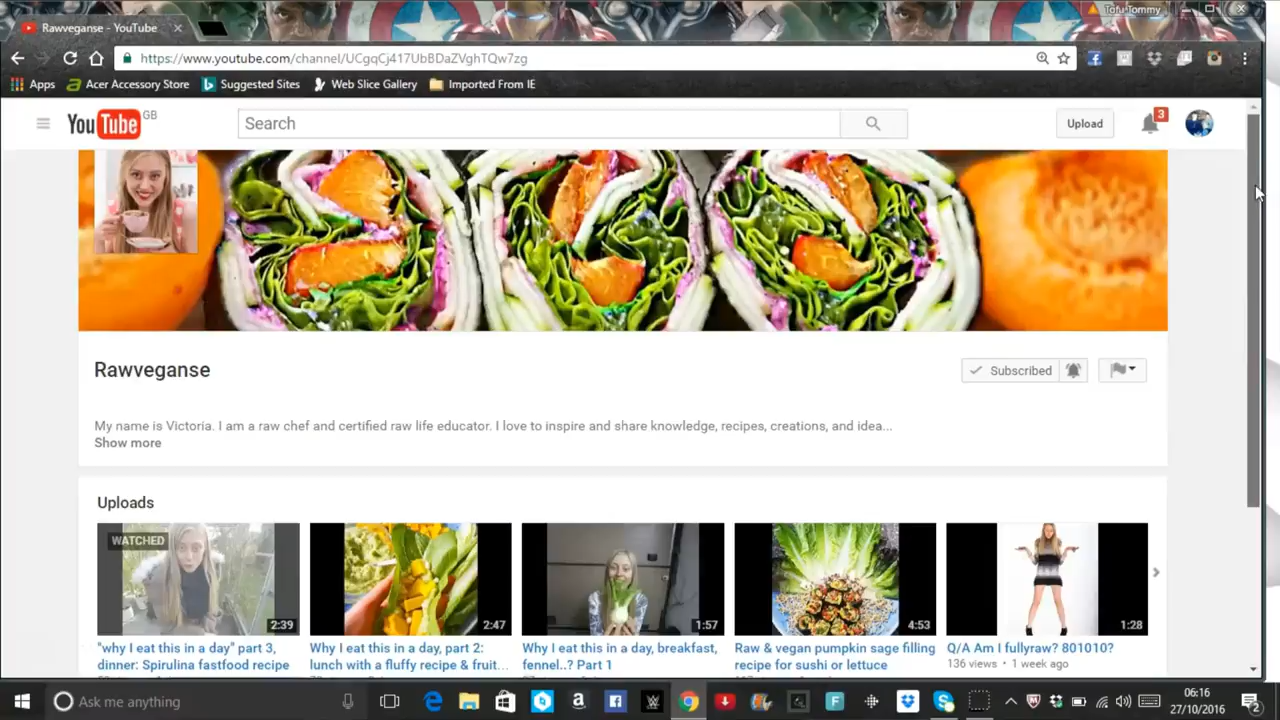 Tofu Tommy
Rawveganse - YouTube
https://www.youtube.com/channel/UCgqCj417UbBDaZVghTQw7zg
Apps Acer Accessory Store Suggested Sites Web Slice Gallery Imported From IE
YouTube GB
Search
Upload
3
Rawveganse
Subscribed
My name is Victoria. I am a raw chef and certified raw life educator. I love to inspire and share knowledge, recipes, creations, and idea...
Show more
Uploads
WATCHED
2:39 2:47 1:57 4:53 1:28
"why I eat this in a day" part 3,
dinner: Spirulina fastfood recipe
Why I eat this in a day, part 2:
lunch with a fluffy recipe & fruit...
Why I eat this in a day, breakfast,
fennel..? Part 1
Raw & vegan pumpkin sage filling
recipe for sushi or lettuce
Q/A Am I fullyraw? 801010?
136 views • 1 week ago
Ask me anything
06:16
27/10/2016
2